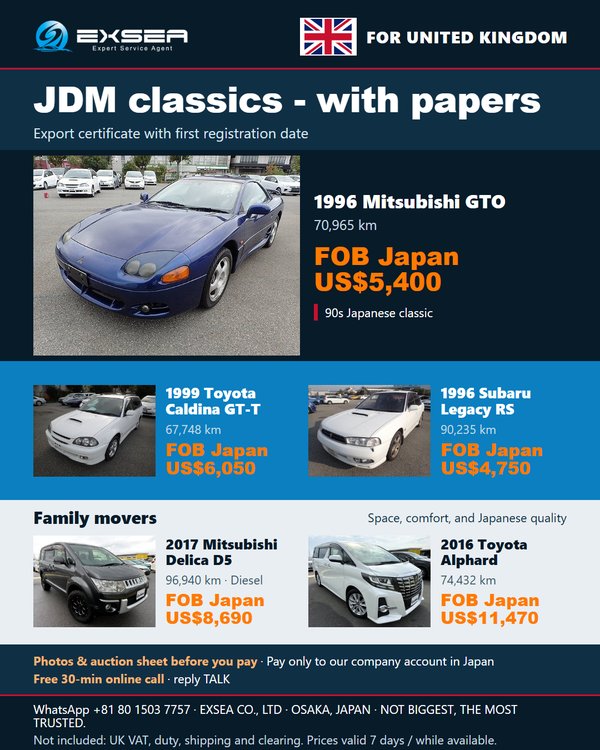 EXSEA
Expert Service Agent
FOR UNITED KINGDOM
JDM classics - with papers
Export certificate with first registration date
1996 Mitsubishi GTO
70,965 km
FOB Japan
US$5,400
90s Japanese classic
1999 Toyota
Caldina GT-T
67,748 km
FOB Japan
US$6,050
1996 Subaru
Legacy RS
90,235 km
FOB Japan
US$4,750
Family movers
Space, comfort, and Japanese quality
2017 Mitsubishi
Delica D5
96,940 km · Diesel
FOB Japan
US$8,690
2016 Toyota
Alphard
74,432 km
FOB Japan
US$11,470
Photos & auction sheet before you pay · Pay only to our company account in Japan
Free 30-min online call · reply TALK
WhatsApp +81 80 1503 7757 · EXSEA CO., LTD · OSAKA, JAPAN · NOT BIGGEST, THE MOST
TRUSTED.
Not included: UK VAT, duty, shipping and clearing. Prices valid 7 days / while available.